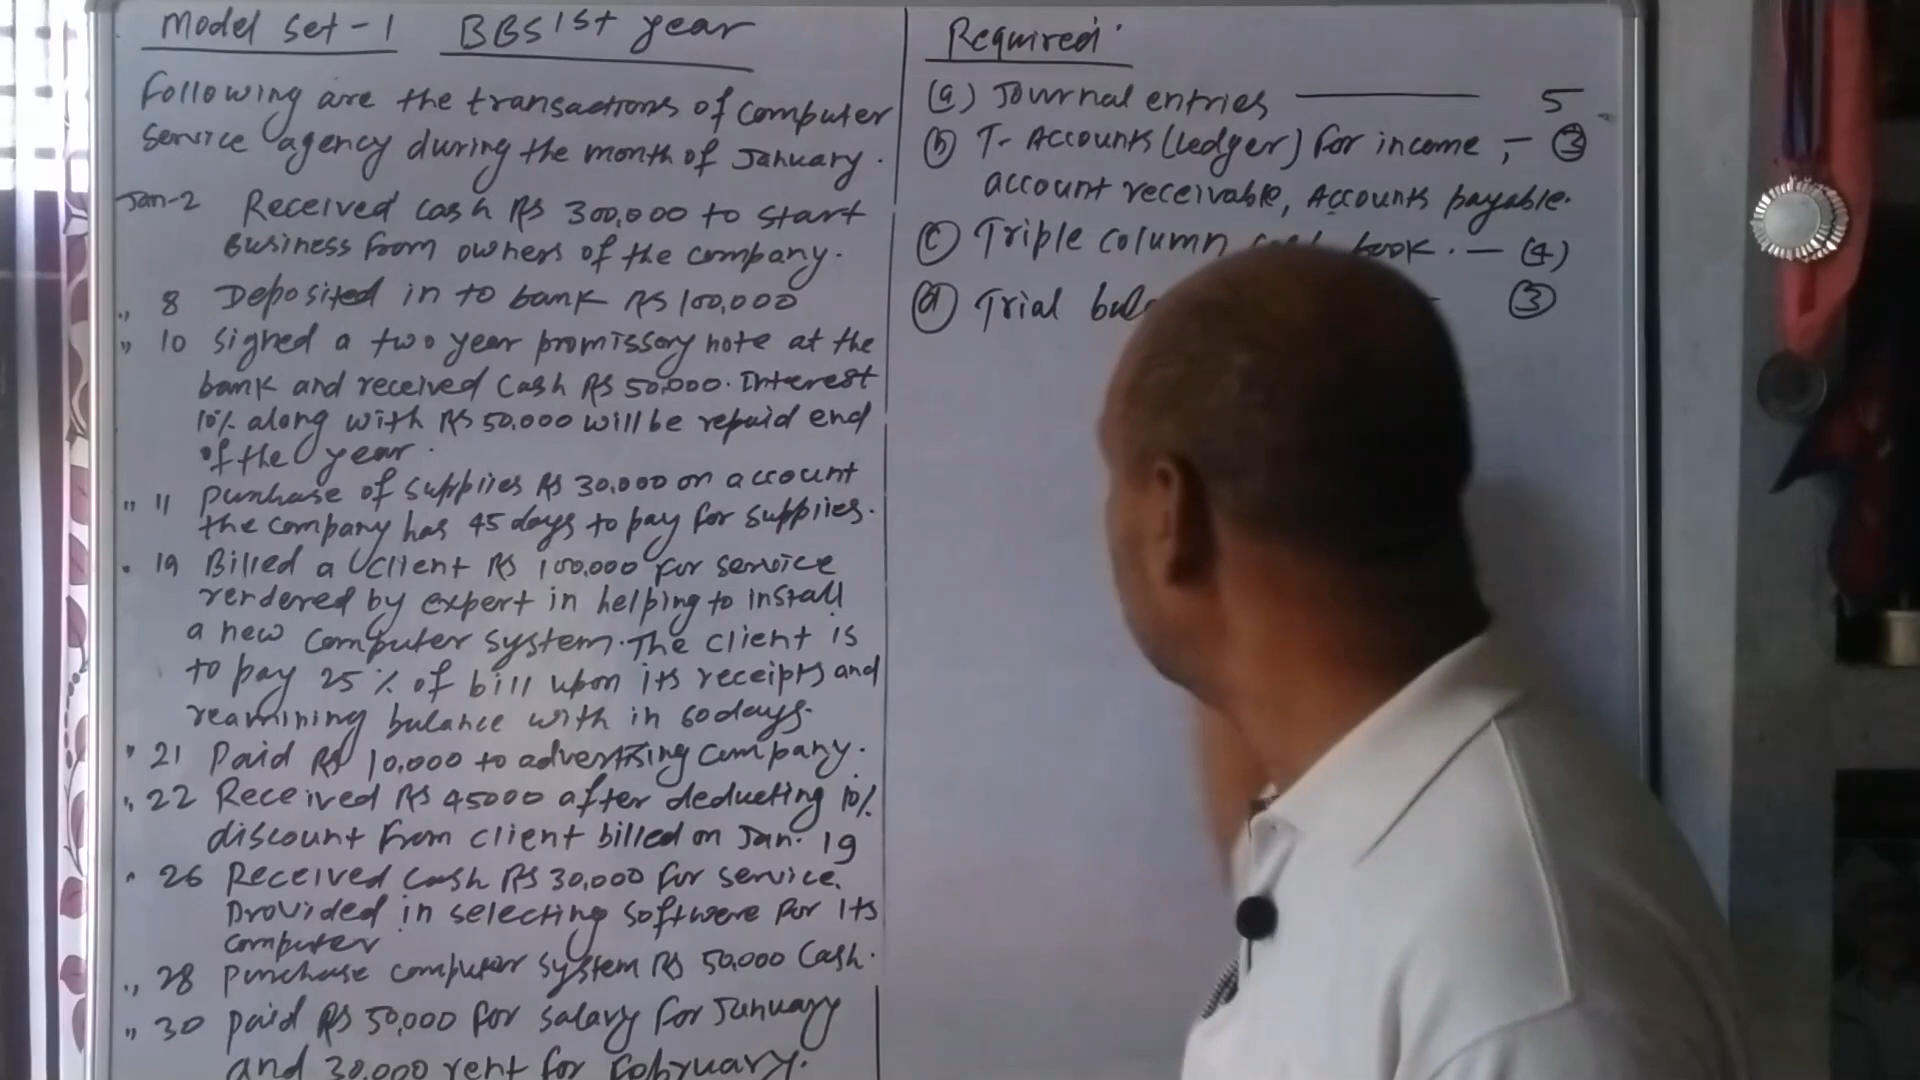 Model set-1 BBS 1st year
Following are the transactions of computer
service agency during the month of January.
Jan-2 Received cash Rs 300,000 to start
Business from owners of the company.
,, 8 Deposited in to bank Rs 100,000
,, 10 signed a two year promissory note at the
bank and received cash Rs 50,000. Interest
10% along with Rs 50,000 will be repaid end
of the year.
,, 11 purchase of supplies Rs 30,000 on account
the company has 45 days to pay for supplies.
,, 19 Billed a client Rs 100,000 for service
rendered by expert in helping to install
a new computer system. The client is
to pay 25% of bill upon its receipts and
reamining balance with in 60 days.
,, 21 Paid Rs 10,000 to advertising company.
,, 22 Received Rs 45000 after deducting 10%
discount from client billed on Jan. 19
,, 26 Received cash Rs 30,000 for service.
Provided in selecting software for its
computer
,, 28 purchase computer system Rs 50,000 Cash.
,, 30 paid Rs 50,000 for salary for January
and 30,000 rent for February.
Required:
(a) Journal entries — 5
(b) T- Accounts (Ledger) for income, — (3)
account receivable, Accounts payable.
(c) Triple column book. — (4)
(d) Trial — (3)